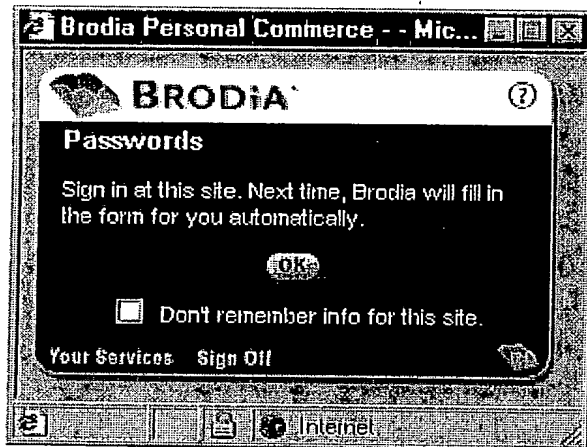 Brodia Personal Commerce - - Mic...
BRODiA
?
Passwords
Sign in at this site. Next time, Brodia will fill in
the form for you automatically.
OK
Don't remember info for this site.
Your Services Sign Off
Internet